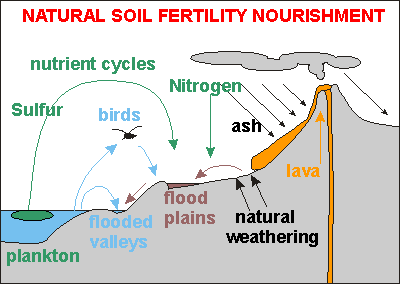 NATURAL SOIL FERTILITY NOURISHMENT
nutrient cycles
Nitrogen
Sulfur
birds
ash
lava
flooded
valleys
flood
plains
natural
weathering
plankton